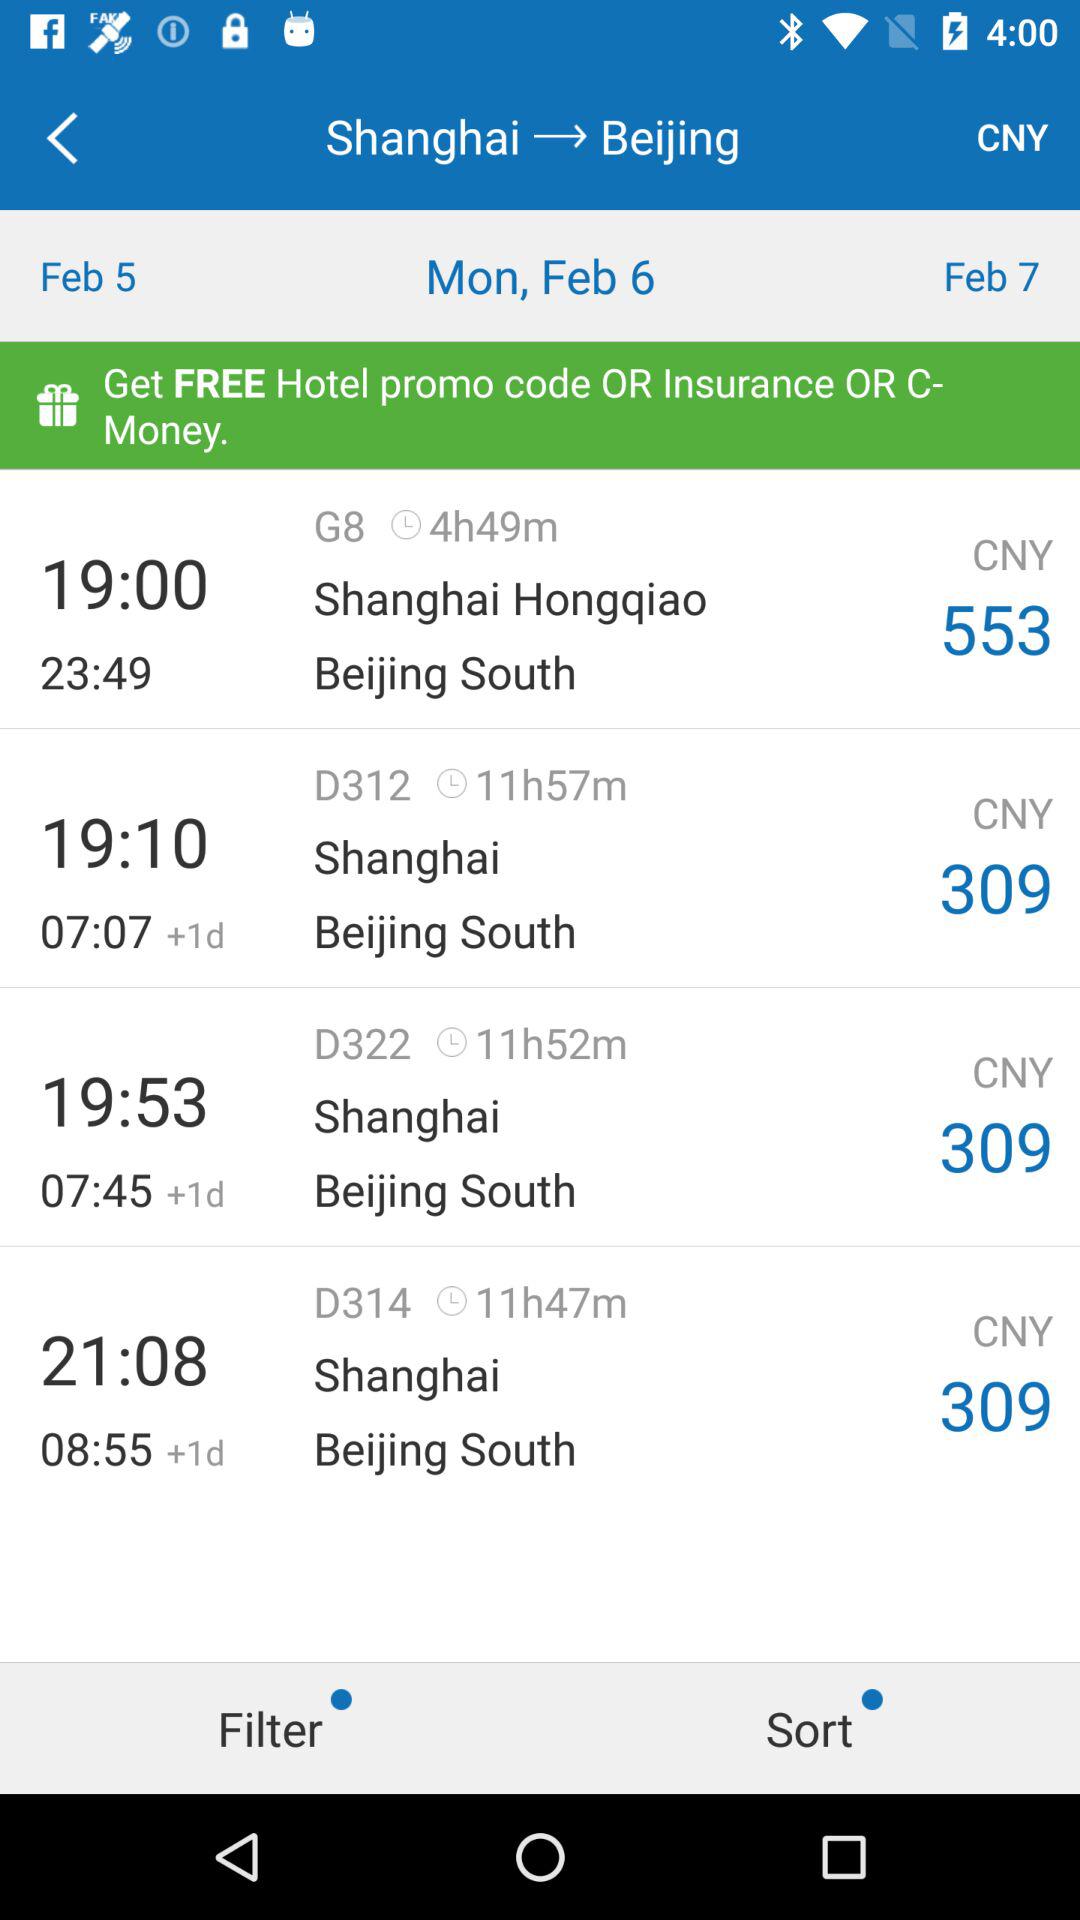 FAKE
4:00
Shanghai → Beijing
CNY
Feb 5
Mon, Feb 6
Feb 7
Get FREE Hotel promo code OR Insurance OR C-
Money.
G8 4h49m
19:00
Shanghai Hongqiao
CNY
553
23:49
Beijing South
D312 11h57m
19:10
Shanghai
CNY
309
07:07 +1d
Beijing South
D322 11h52m
19:53
Shanghai
CNY
309
07:45 +1d
Beijing South
D314 11h47m
21:08
Shanghai
CNY
309
08:55 +1d
Beijing South
Filter
Sort